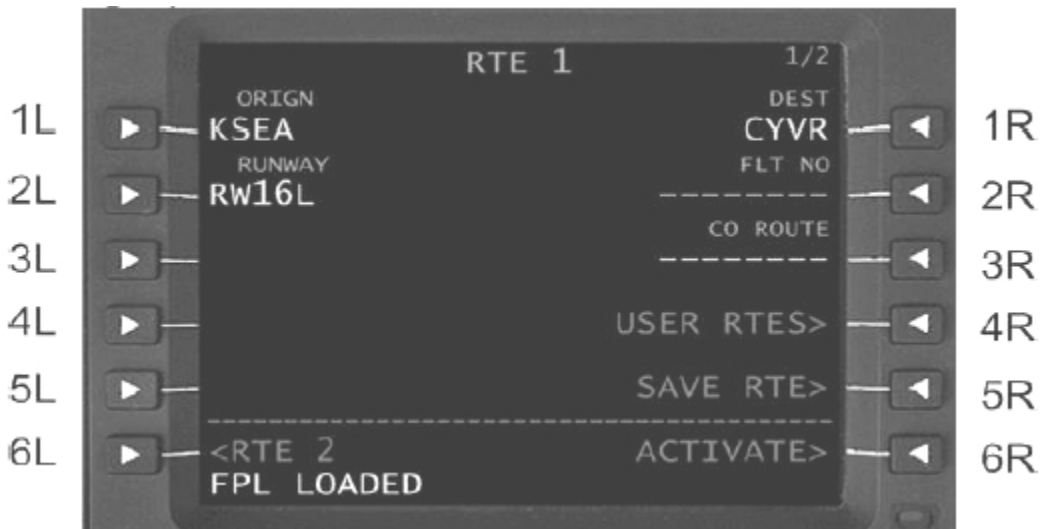 RTE 1 1/2
ORIGN DEST
1L KSEA CYVR 1R
RUNWAY FLT NO
2L RW16L -------- 2R
CO ROUTE
3L -------- 3R
4L USER RTES> 4R
5L SAVE RTE> 5R
6L <RTE 2 ACTIVATE> 6R
FPL LOADED